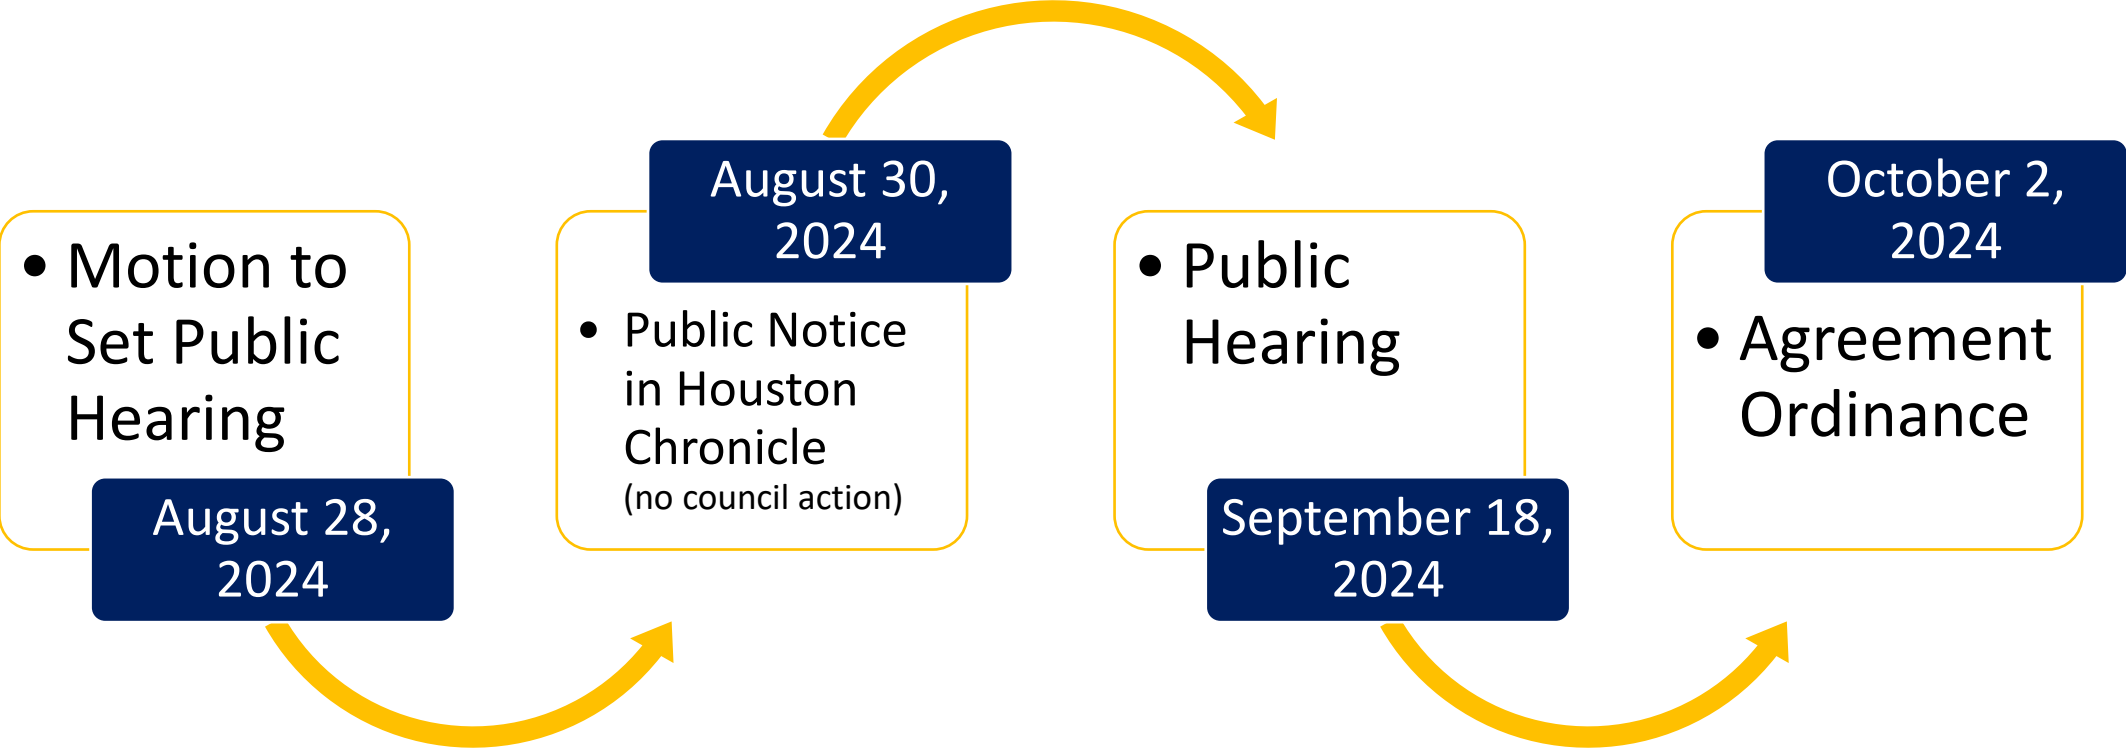 • Motion to
Set Public
Hearing
August 28,
2024
August 30,
2024
• Public Notice
in Houston
Chronicle
(no council action)
• Public
Hearing
September 18,
2024
October 2,
2024
• Agreement
Ordinance